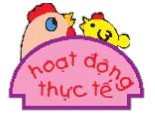 hoạt động
thực tế